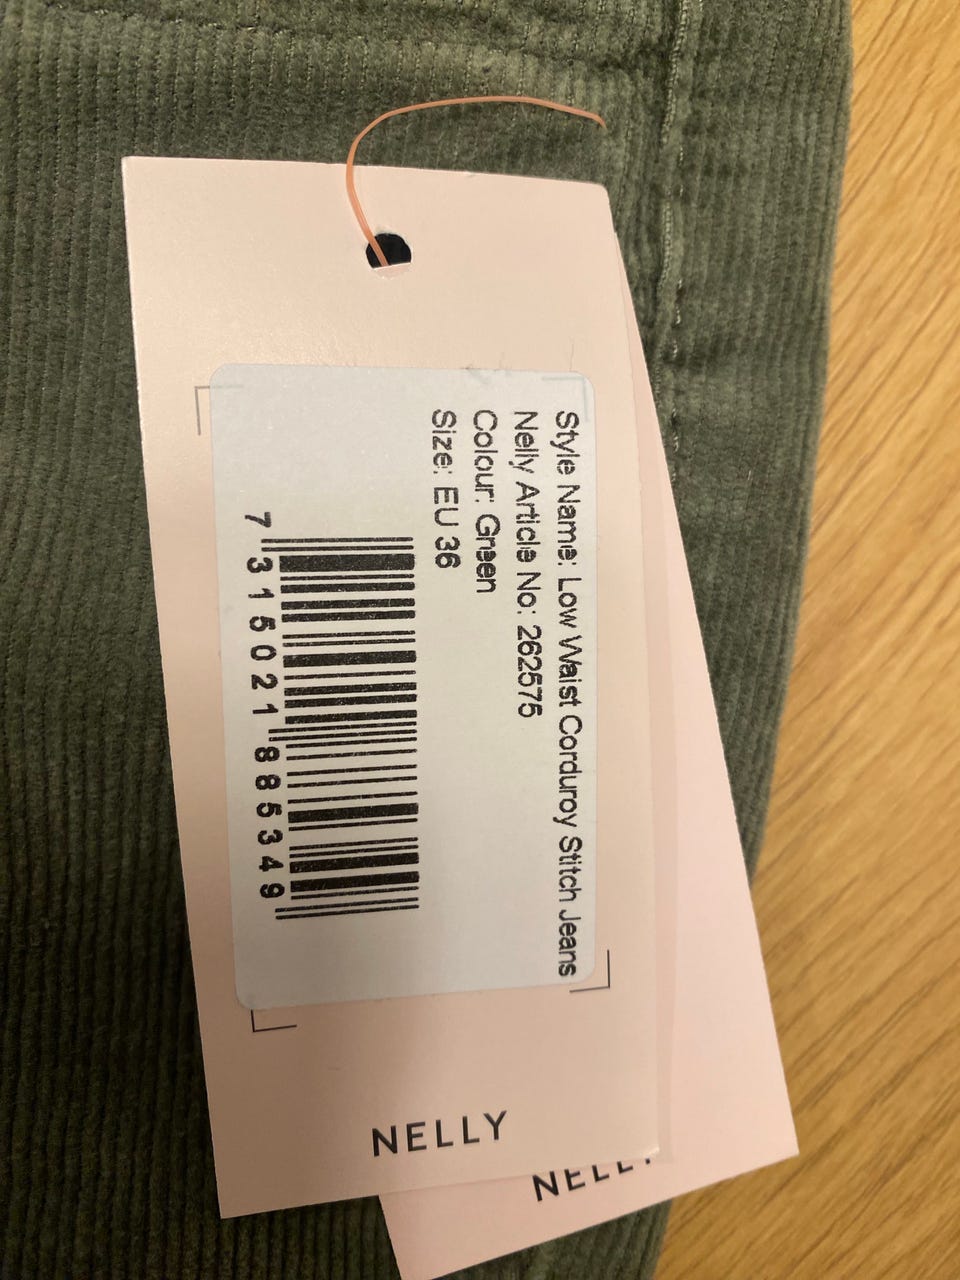 Style Name: Low Waist Corduroy Stitch Jeans
Nelly Article No: 262575
Colour: Green
Size: EU 36
7 315021 885349
NELLY
NELLY